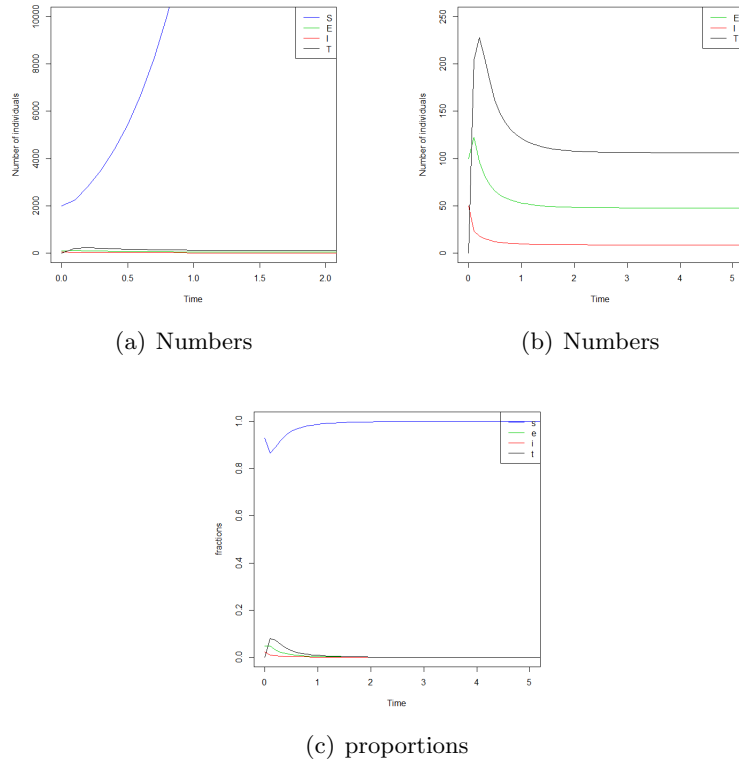 10000
8000
6000
4000
2000
0
Number of individuals
S
E
I
T
0.0 0.5 1.0 1.5 2.0
Time
(a) Numbers
250
200
150
100
50
0
Number of individuals
E
I
T
0 1 2 3 4 5
Time
(b) Numbers
1.0
0.8
0.6
0.4
0.2
0.0
fractions
s
e
i
t
0 1 2 3 4 5
Time
(c) proportions